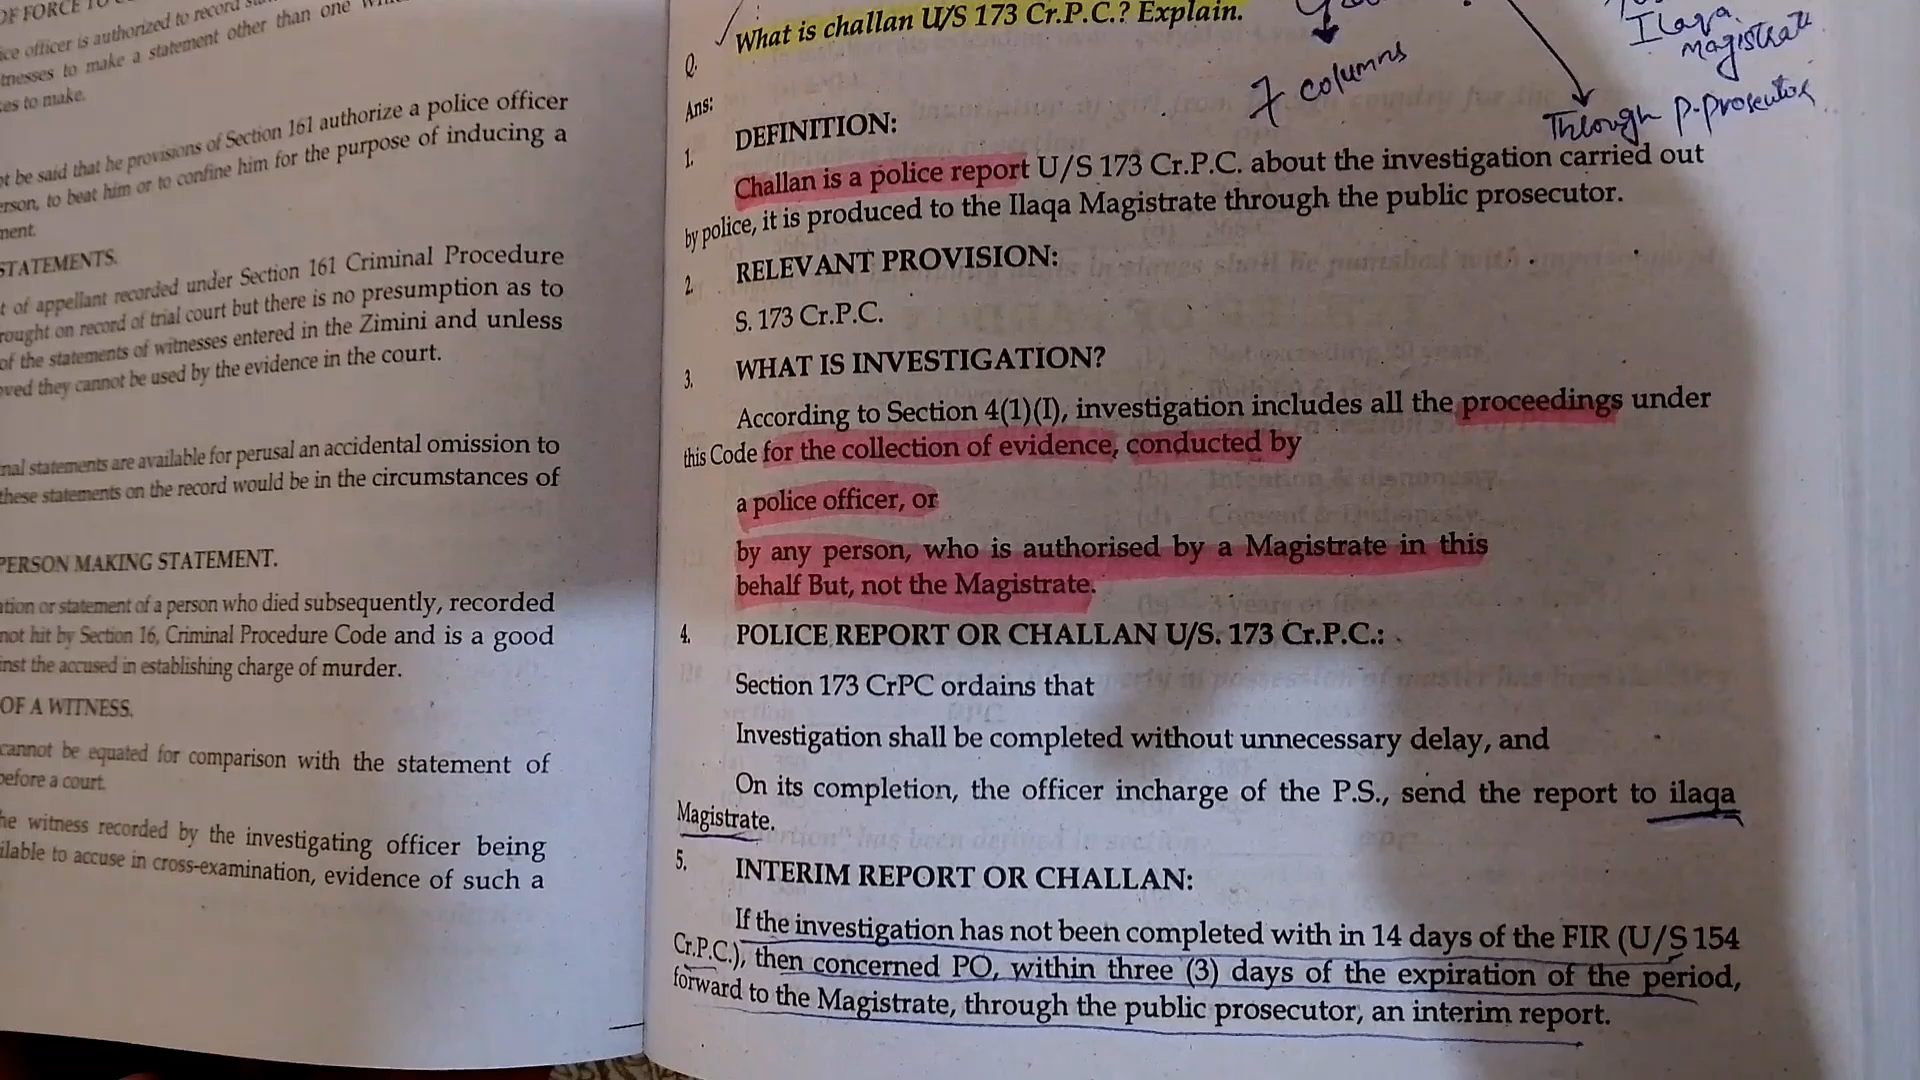 OF FORCE TO
ice officer is authorized to record
tnesses to make a statement other than one
es to make.
ot be said that he provisions of Section 161 authorize a police officer
erson, to beat him or to confine him for the purpose of inducing a
ment.
STATEMENTS.
t of appellant recorded under Section 161 Criminal Procedure
rought on record of trial court but there is no presumption as to
of the statements of witnesses entered in the Zimini and unless
oved they cannot be used by the evidence in the court.
nal statements are available for perusal an accidental omission to
these statements on the record would be in the circumstances of
PERSON MAKING STATEMENT.
ation or statement of a person who died subsequently, recorded
not hit by Section 16, Criminal Procedure Code and is a good
inst the accused in establishing charge of murder.
OF A WITNESS.
cannot be equated for comparison with the statement of
before a court.
he witness recorded by the investigating officer being
ilable to accuse in cross-examination, evidence of such a
Q. What is challan U/S 173 Cr.P.C.? Explain.
7 columns
Ilaqa
magistrate
Through P-prosecutor
Ans:
1. DEFINITION:
Challan is a police report U/S 173 Cr.P.C. about the investigation carried out
by police, it is produced to the Ilaqa Magistrate through the public prosecutor.
2. RELEVANT PROVISION:
S. 173 Cr.P.C.
3. WHAT IS INVESTIGATION?
According to Section 4(1)(I), investigation includes all the proceedings under
this Code for the collection of evidence, conducted by
a police officer, or
by any person, who is authorised by a Magistrate in this
behalf But, not the Magistrate.
4. POLICE REPORT OR CHALLAN U/S. 173 Cr.P.C.:
Section 173 CrPC ordains that
Investigation shall be completed without unnecessary delay, and
On its completion, the officer incharge of the P.S., send the report to ilaqa
Magistrate.
5. INTERIM REPORT OR CHALLAN:
If the investigation has not been completed with in 14 days of the FIR (U/S 154
Cr.P.C.), then concerned PO, within three (3) days of the expiration of the period,
forward to the Magistrate, through the public prosecutor, an interim report.